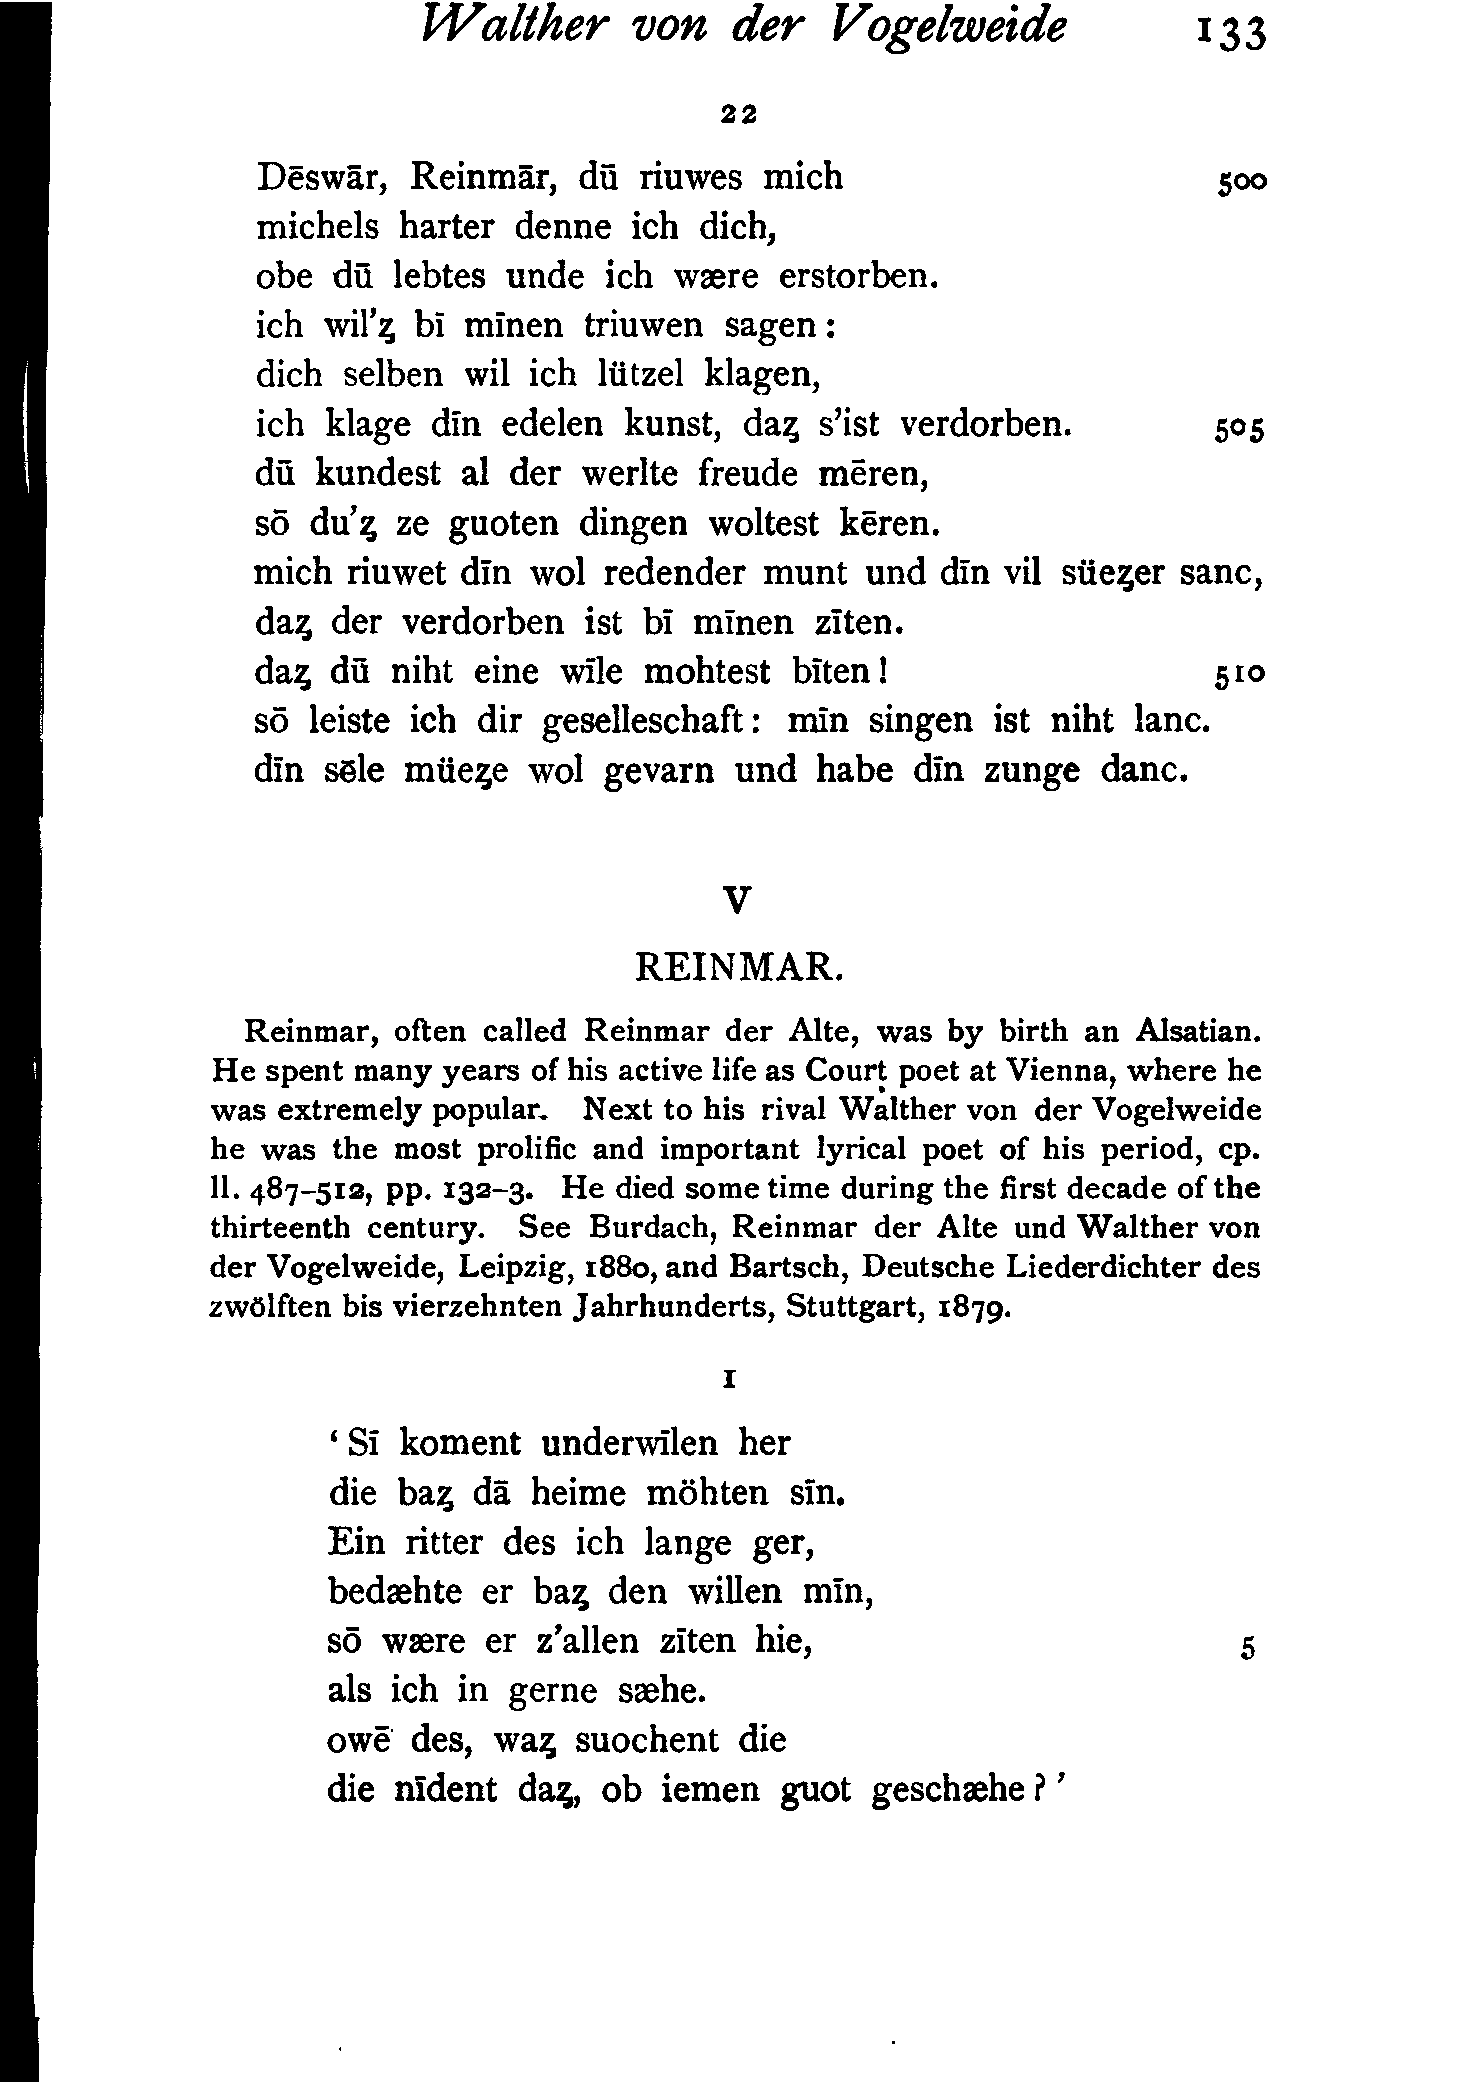 Walther von der Vogelweide 133
22
Dēswār, Reinmār, dū riuwes mich 500
michels harter denne ich dich,
obe dū lebtes unde ich wære erstorben.
ich wil'ȥ bī mīnen triuwen sagen :
dich selben wil ich lützel klagen,
ich klage dīn edelen kunst, daȥ s'ist verdorben. 505
dū kundest al der werlte freude mēren,
sō du'ȥ ze guoten dingen woltest kēren.
mich riuwet dīn wol redender munt und dīn vil süeȥer sanc,
daȥ der verdorben ist bī mīnen zīten.
daȥ dū niht eine wīle mohtest bīten ! 510
sō leiste ich dir geselleschaft : mīn singen ist niht lanc.
dīn sēle müeȥe wol gevarn und habe dīn zunge danc.
V
REINMAR.
Reinmar, often called Reinmar der Alte, was by birth an Alsatian.
He spent many years of his active life as Court poet at Vienna, where he
was extremely popular. Next to his rival Walther von der Vogelweide
he was the most prolific and important lyrical poet of his period, cp.
ll. 487–512, pp. 132–3. He died some time during the first decade of the
thirteenth century. See Burdach, Reinmar der Alte und Walther von
der Vogelweide, Leipzig, 1880, and Bartsch, Deutsche Liederdichter des
zwölften bis vierzehnten Jahrhunderts, Stuttgart, 1879.
1
‘ Sī koment underwīlen her
die baȥ dā heime möhten sīn.
Ein ritter des ich lange ger,
bedæhte er baȥ den willen mīn,
sō wære er z'allen zīten hie, 5
als ich in gerne sæhe.
owē des, waȥ suochent die
die nīdent daȥ, ob iemen guot geschæhe ? ’